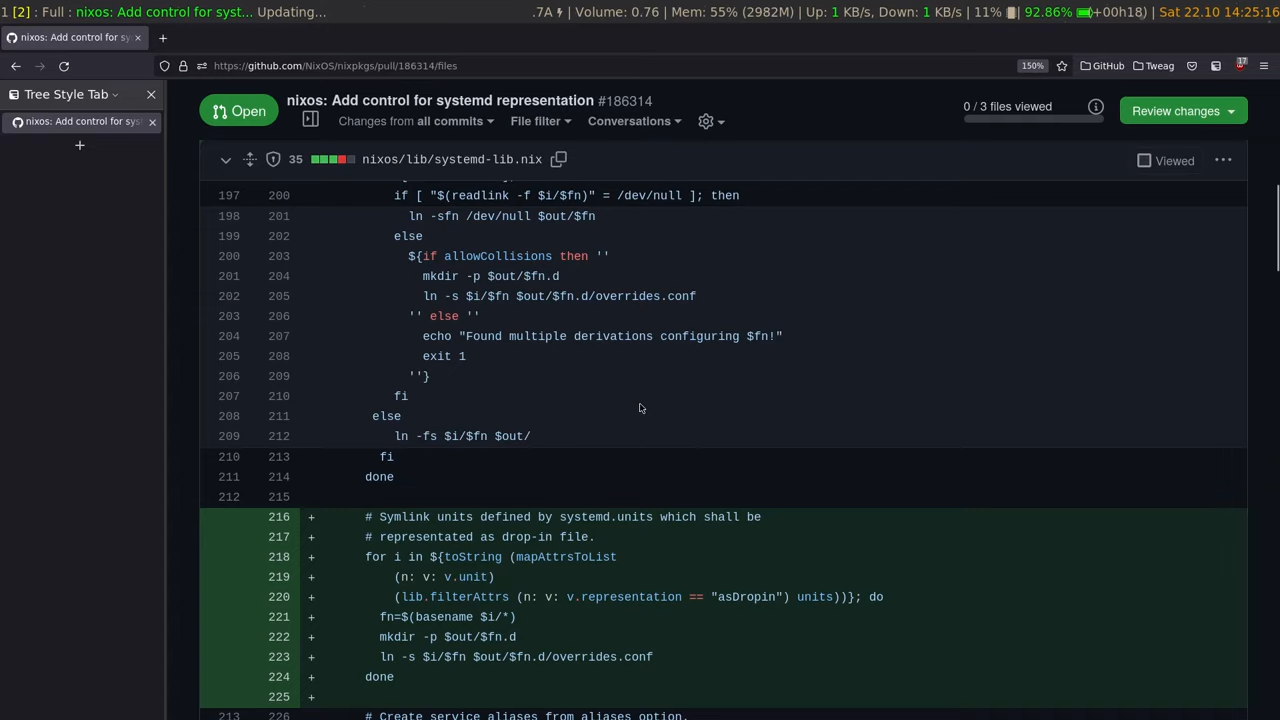 1 [2] : Full : nixos: Add control for syst... Updating... .7A | Volume: 0.76 | Mem: 55% (2982M) | Up: 1 KB/s, Down: 1 KB/s | 11% | 92.86% +00h18 | Sat 22.10 14:25:16
nixos: Add control for sy × +
https://github.com/NixOS/nixpkgs/pull/186314/files 150% GitHub Tweag 17
Tree Style Tab ×
nixos: Add control for sys ×
+
Open
nixos: Add control for systemd representation #186314
Changes from all commits File filter Conversations
0 / 3 files viewed
Review changes
35 nixos/lib/systemd-lib.nix Viewed ...
197 200 if [ "$(readlink -f $i/$fn)" = /dev/null ]; then
198 201 ln -sfn /dev/null $out/$fn
199 202 else
200 203 ${if allowCollisions then ''
201 204 mkdir -p $out/$fn.d
202 205 ln -s $i/$fn $out/$fn.d/overrides.conf
203 206 '' else ''
204 207 echo "Found multiple derivations configuring $fn!"
205 208 exit 1
206 209 ''}
207 210 fi
208 211 else
209 212 ln -fs $i/$fn $out/
210 213 fi
211 214 done
212 215
216 + # Symlink units defined by systemd.units which shall be
217 + # representated as drop-in file.
218 + for i in ${toString (mapAttrsToList
219 + (n: v: v.unit)
220 + (lib.filterAttrs (n: v: v.representation == "asDropin") units))}; do
221 + fn=$(basename $i/*)
222 + mkdir -p $out/$fn.d
223 + ln -s $i/$fn $out/$fn.d/overrides.conf
224 + done
225 +
213 226 # Create service aliases from aliases option.